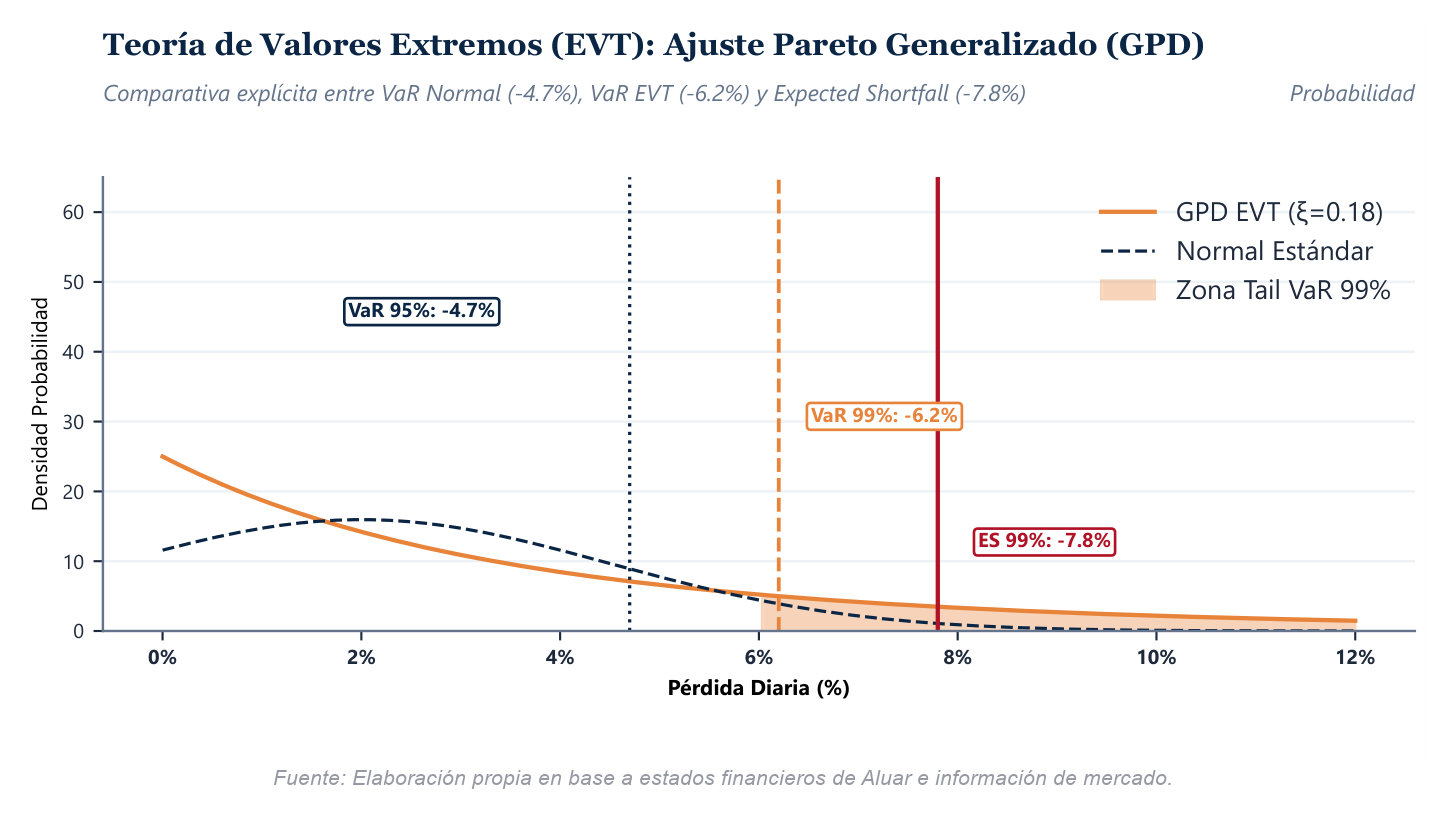 Teoría de Valores Extremos (EVT): Ajuste Pareto Generalizado (GPD)
Comparativa explícita entre VaR Normal (-4.7%), VaR EVT (-6.2%) y Expected Shortfall (-7.8%)
Probabilidad
Densidad Probabilidad
60
50
40
30
20
10
0
GPD EVT (ξ=0.18)
Normal Estándar
Zona Tail VaR 99%
VaR 95%: -4.7%
VaR 99%: -6.2%
ES 99%: -7.8%
0%
2%
4%
6%
8%
10%
12%
Pérdida Diaria (%)
Fuente: Elaboración propia en base a estados financieros de Aluar e información de mercado.